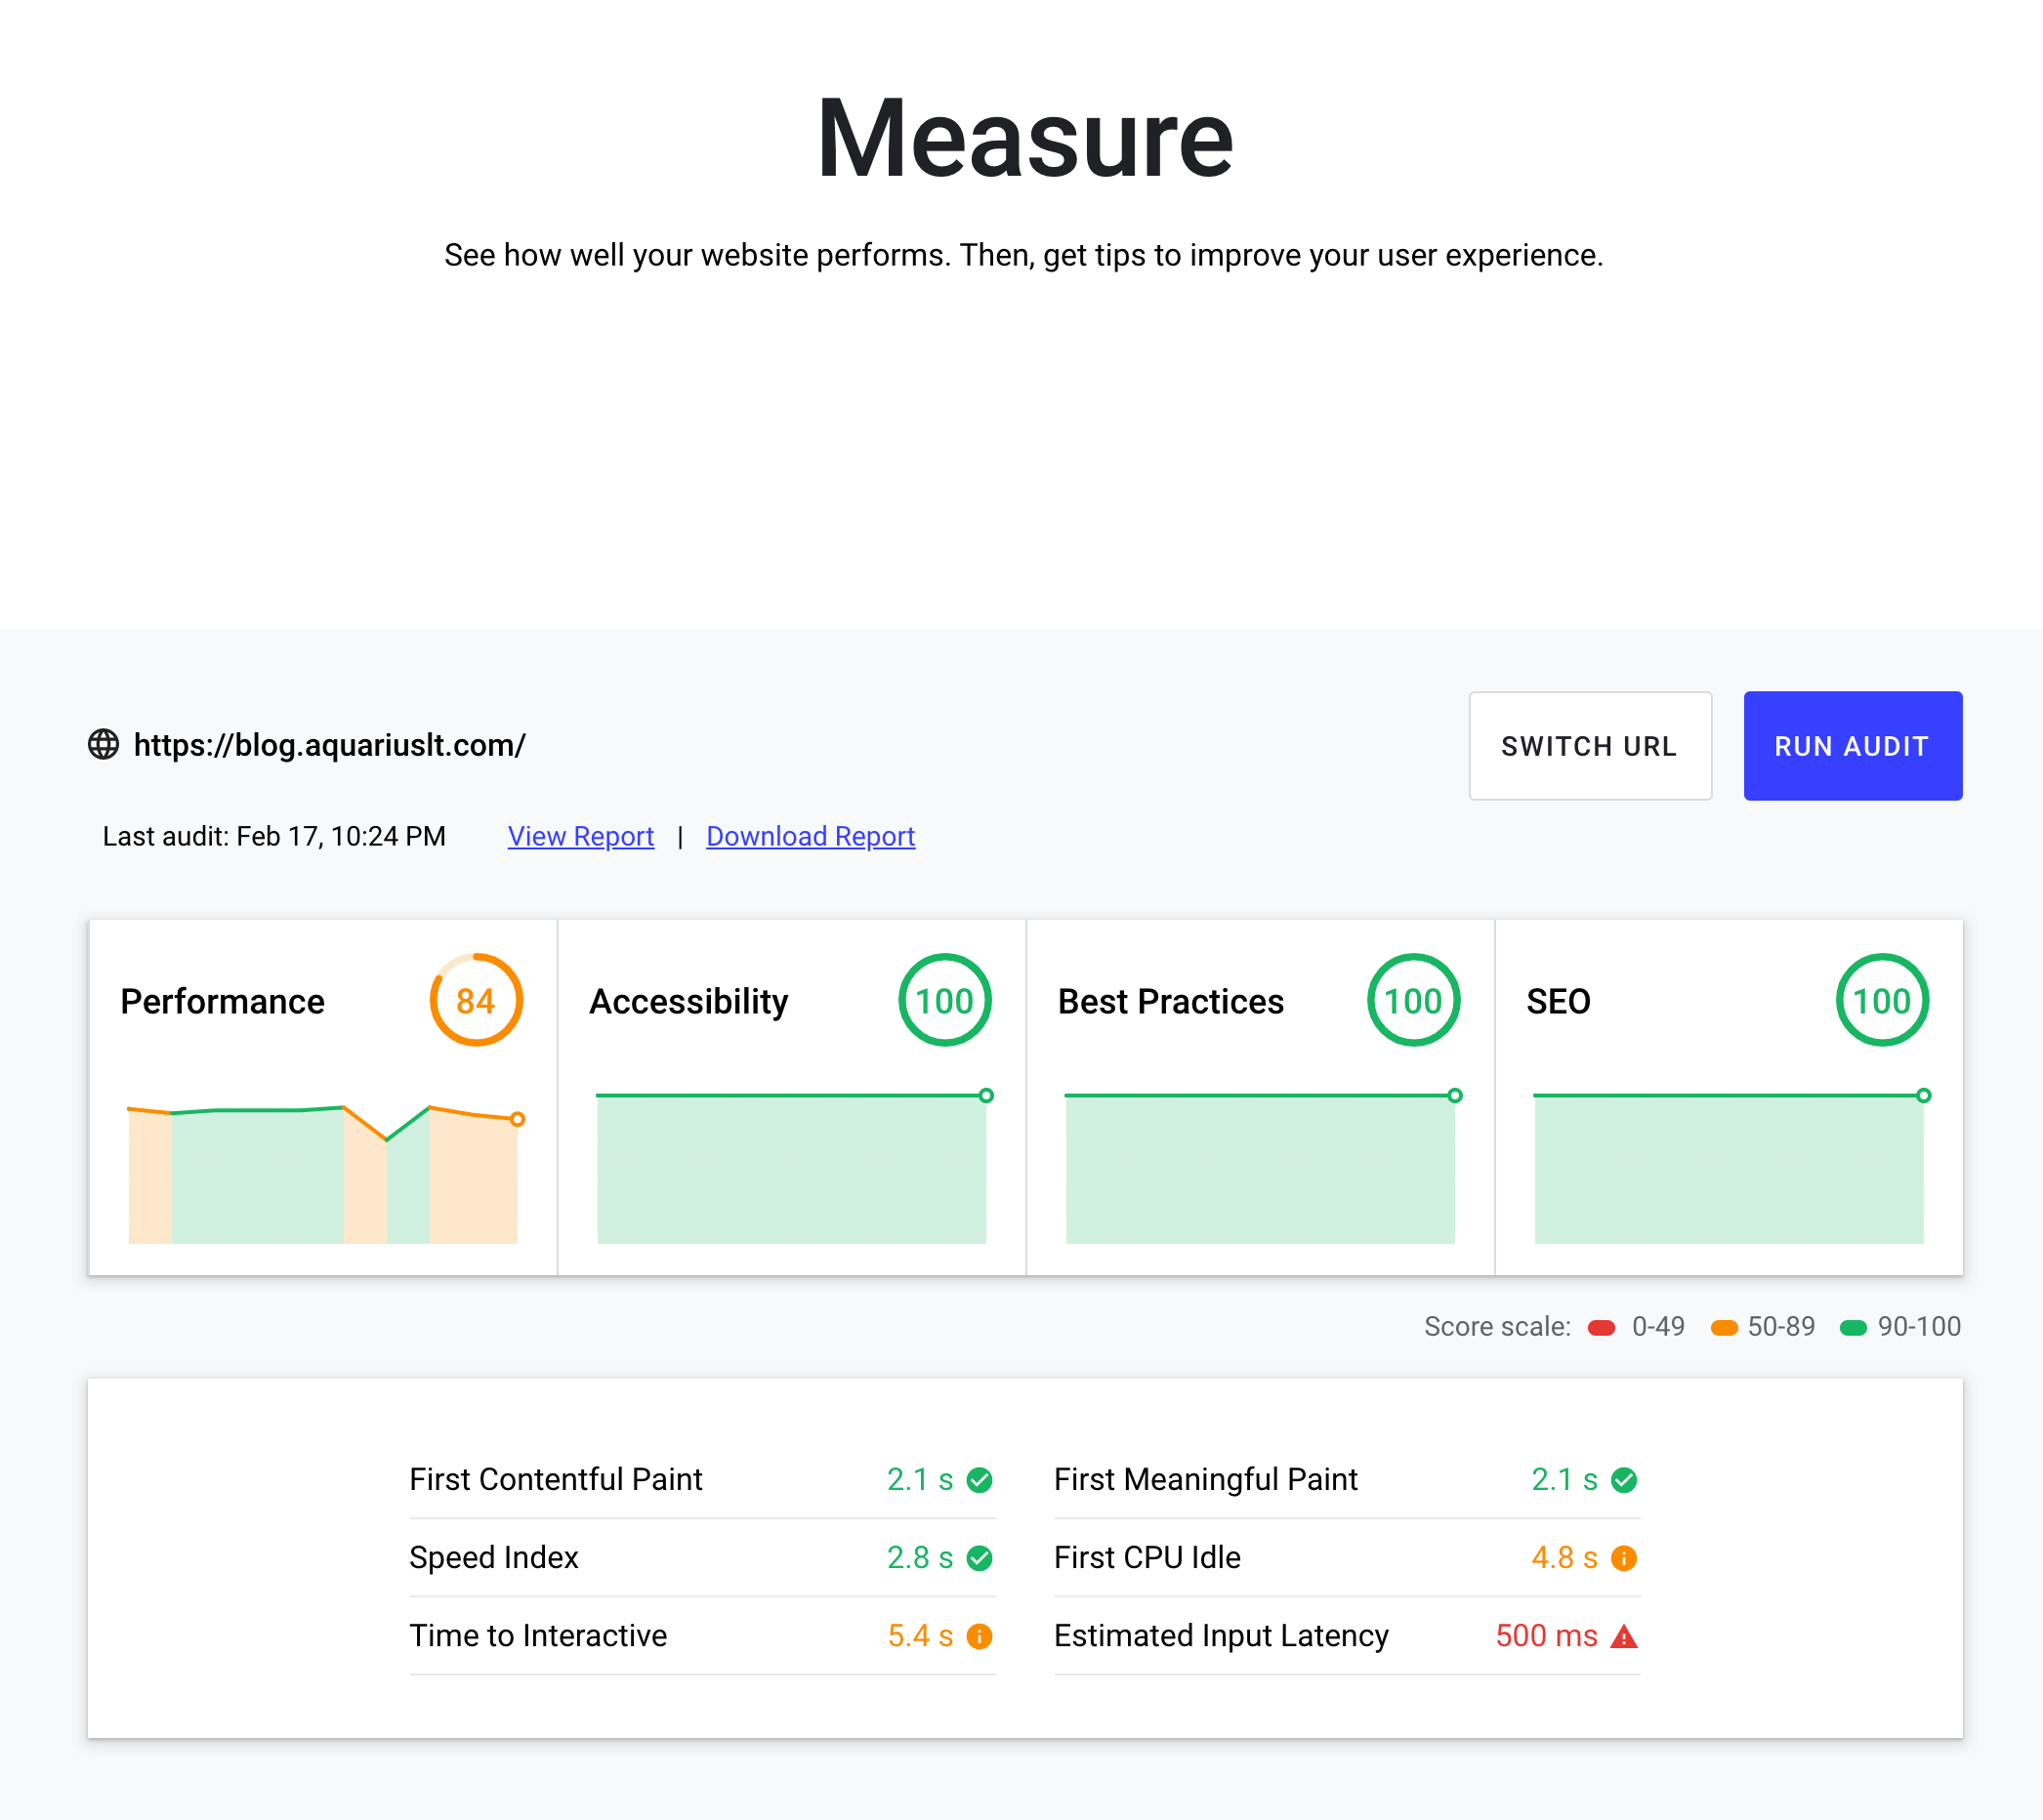 Measure
See how well your website performs. Then, get tips to improve your user experience.
https://blog.aquariuslt.com/
SWITCH URL
RUN AUDIT
Last audit: Feb 17, 10:24 PM View Report | Download Report
Performance 84
Accessibility 100
Best Practices 100
SEO 100
Score scale: 0-49 50-89 90-100
First Contentful Paint 2.1 s
First Meaningful Paint 2.1 s
Speed Index 2.8 s
First CPU Idle 4.8 s
Time to Interactive 5.4 s
Estimated Input Latency 500 ms